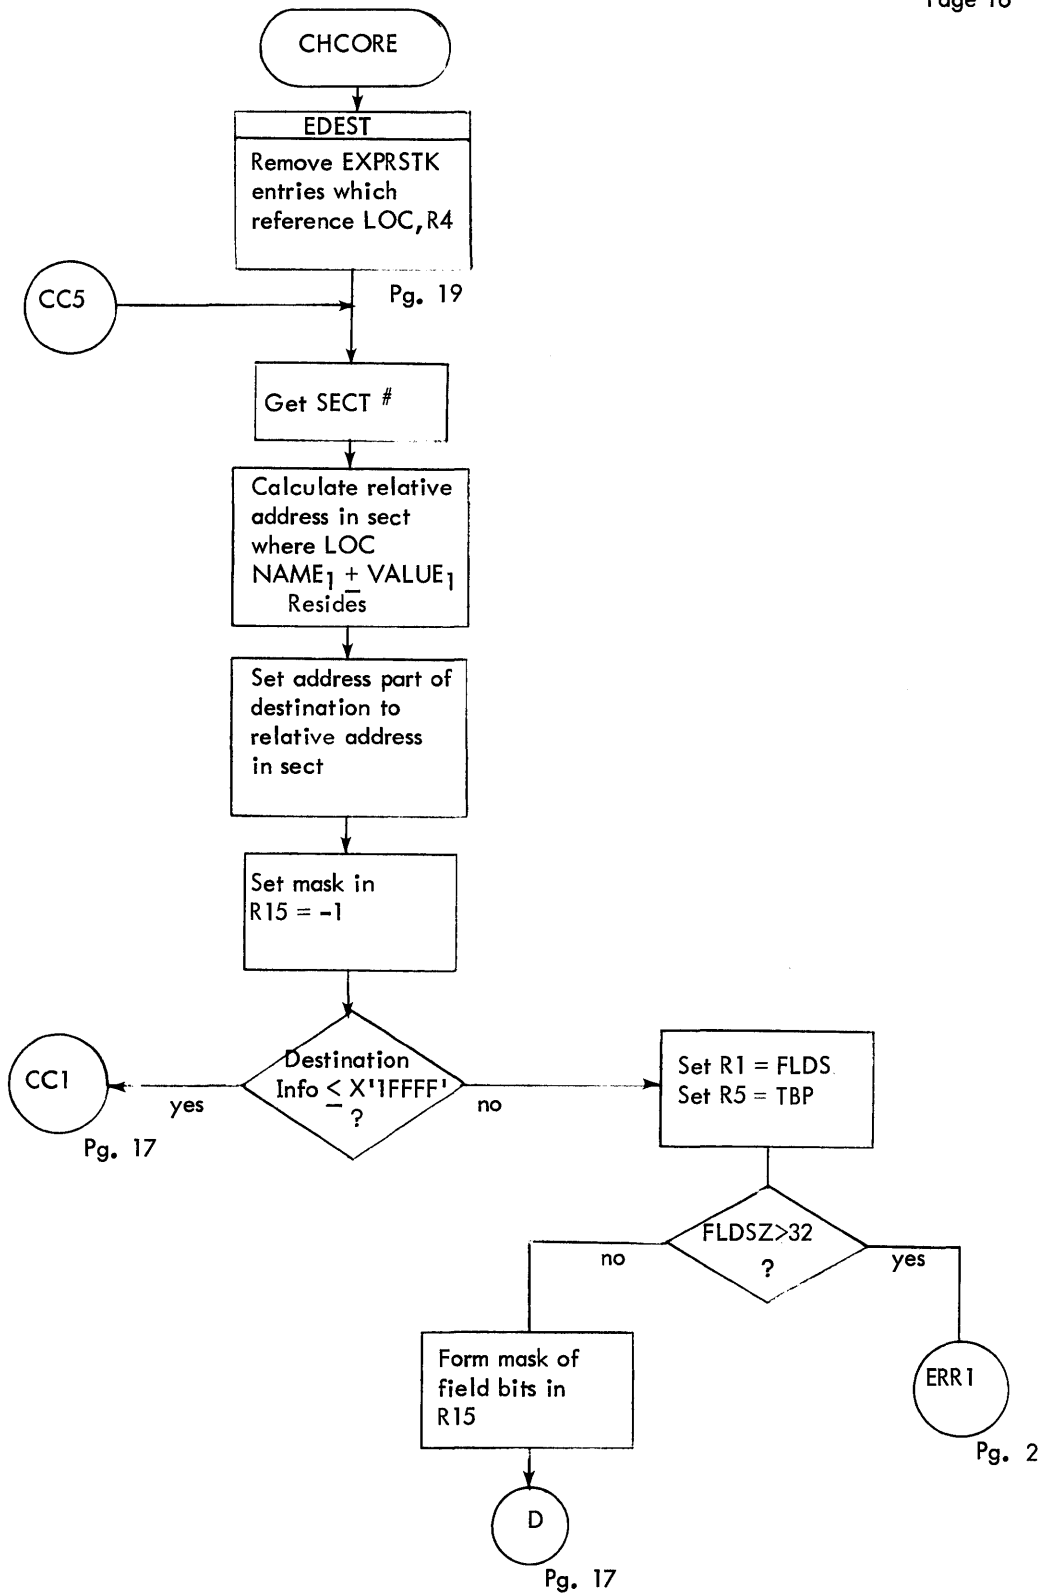 Page 16
CHCORE
EDEST
Remove EXPRSTK
entries which
reference LOC,R4
Pg. 19
CC5
Get SECT #
Calculate relative
address in sect
where LOC
NAME1 ± VALUE1
Resides
Set address part of
destination to
relative address
in sect
Set mask in
R15 = -1
Destination
Info ≤ X'1FFFF'
?
yes
no
CC1
Pg. 17
Set R1 = FLDS
Set R5 = TBP
FLDSZ>32
?
no
yes
Form mask of
field bits in
R15
ERR1
Pg. 2
D
Pg. 17